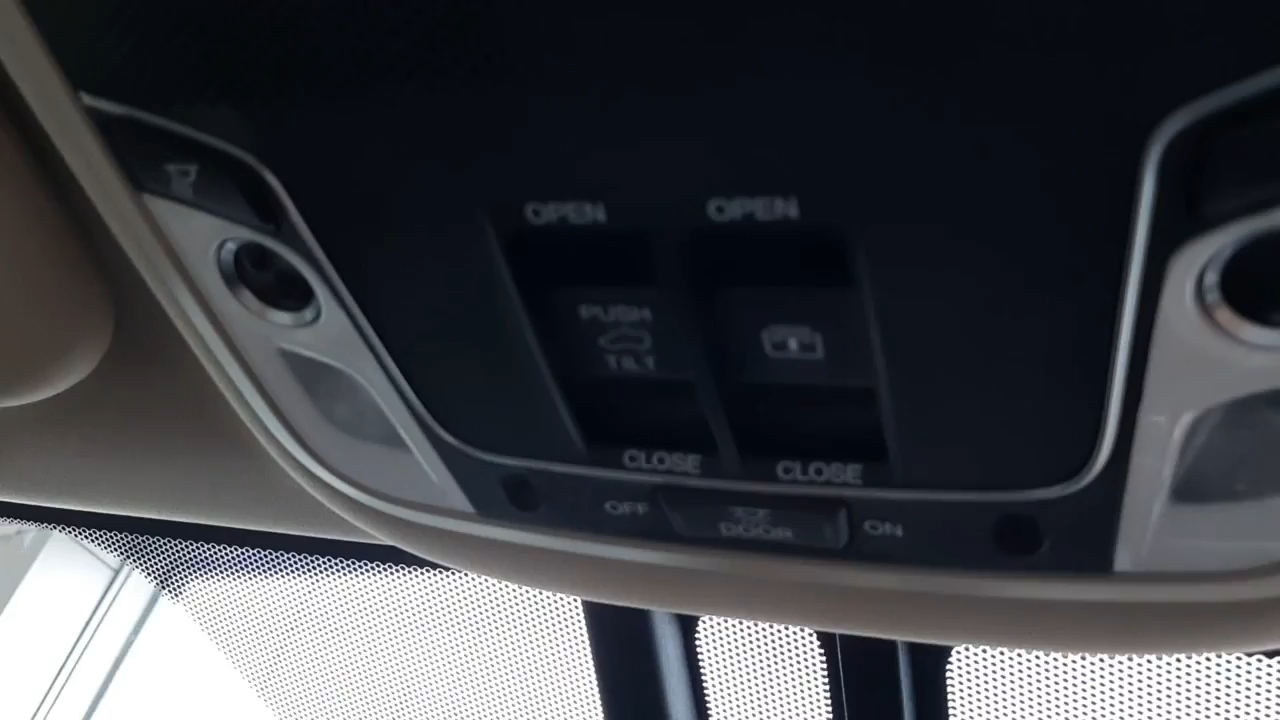 OPEN OPEN
PUSH
TILT
CLOSE CLOSE
OFF DOOR ON